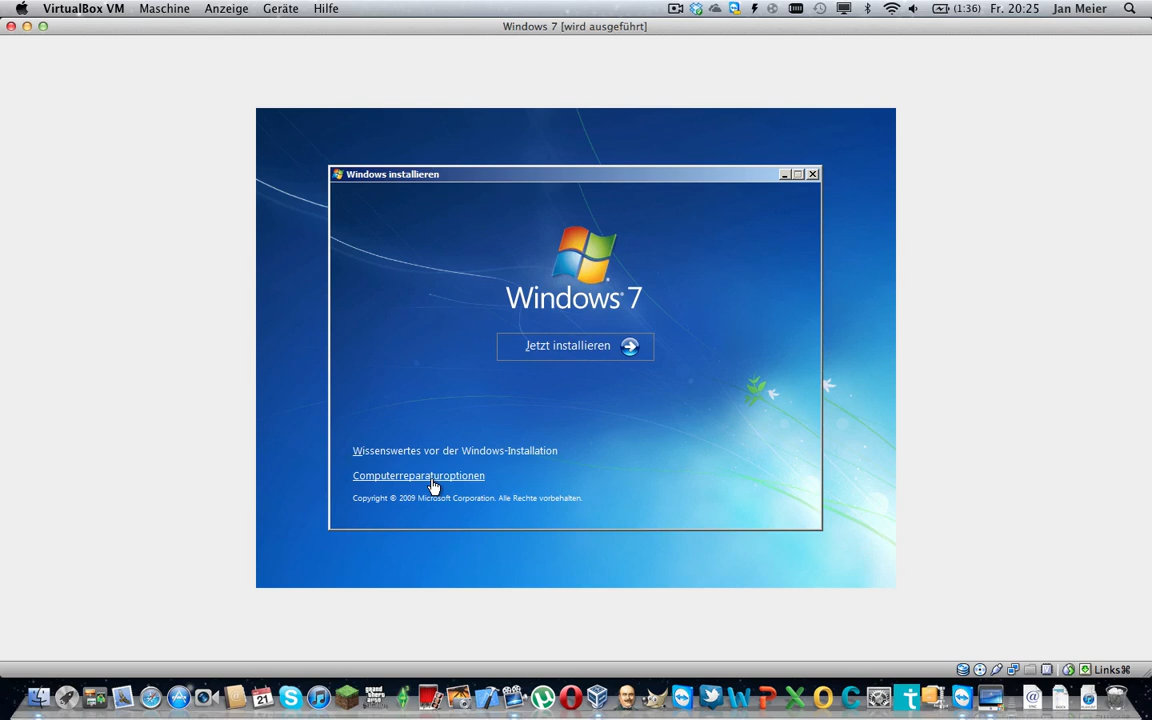 VirtualBox VM Maschine Anzeige Geräte Hilfe (1:36) Fr. 20:25 Jan Meier
Windows 7 [wird ausgeführt]
Windows installieren
Windows 7
Jetzt installieren
Wissenswertes vor der Windows-Installation
Computerreparaturoptionen
Copyright © 2009 Microsoft Corporation. Alle Rechte vorbehalten.
Links⌘